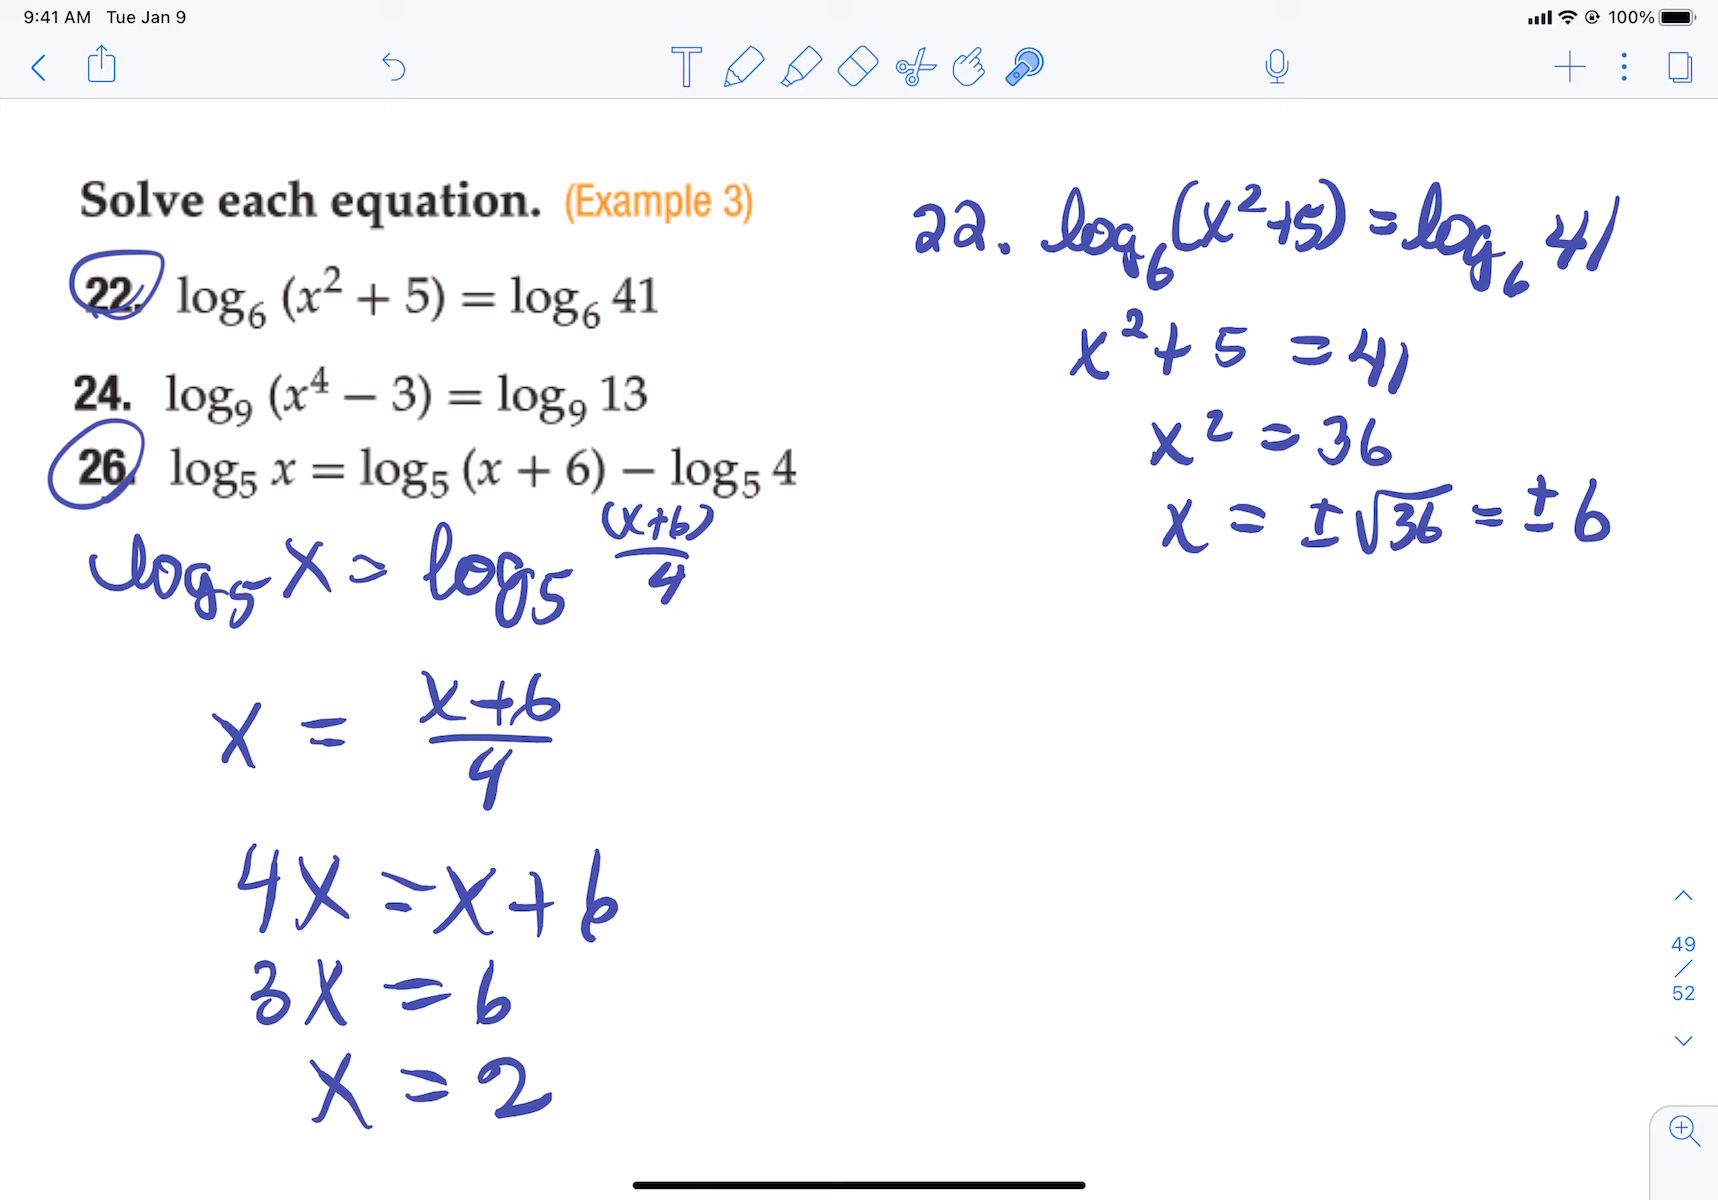 9:41 AM Tue Jan 9
100%
T
Solve each equation. (Example 3)
22. log₆ (x² + 5) = log₆ 41
24. log₉ (x⁴ − 3) = log₉ 13
26. log₅ x = log₅ (x + 6) − log₅ 4
log₅ x = log₅ (x+6)/4
x = x+6/4
4x = x + 6
3x = 6
x = 2
22. log₆ (x²+5) = log₆ 41
x² + 5 = 41
x² = 36
x = ±√36 = ±6
49
/
52